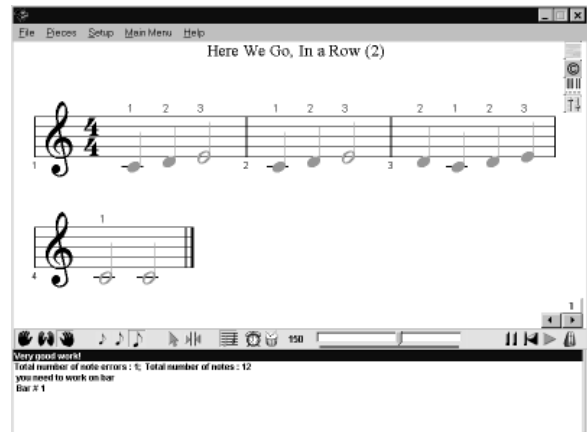 File Pieces Setup Main Menu Help
Here We Go, In a Row (2)
1 2 3 1 2 3 2 1 2 3
4 4
1 2 3
1
4
1
150
Very good work!
Total number of note errors : 1; Total number of notes : 12
you need to work on bar
Bar # 1